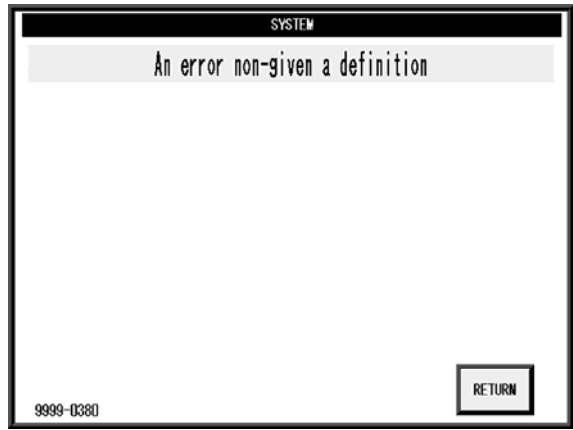 SYSTEM
An error non-given a definition
RETURN
9999-0380